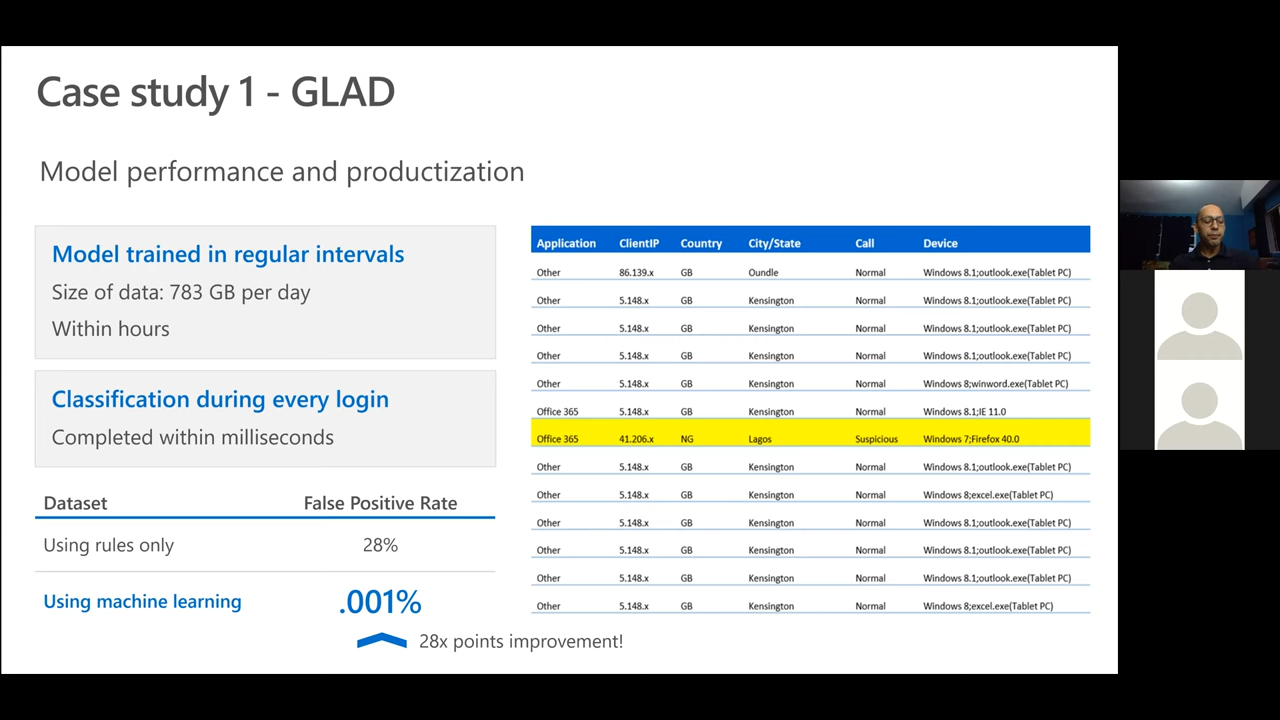 Case study 1 - GLAD
Model performance and productization
Model trained in regular intervals
Size of data: 783 GB per day
Within hours
Classification during every login
Completed within milliseconds
Dataset False Positive Rate
Using rules only 28%
Using machine learning .001%
28x points improvement!
Application ClientIP Country City/State Call Device
Other 86.139.x GB Oundle Normal Windows 8.1;outlook.exe(Tablet PC)
Other 5.148.x GB Kensington Normal Windows 8.1;outlook.exe(Tablet PC)
Other 5.148.x GB Kensington Normal Windows 8.1;outlook.exe(Tablet PC)
Other 5.148.x GB Kensington Normal Windows 8.1;outlook.exe(Tablet PC)
Other 5.148.x GB Kensington Normal Windows 8;winword.exe(Tablet PC)
Office 365 5.148.x GB Kensington Normal Windows 8.1;IE 11.0
Office 365 41.206.x NG Lagos Suspicious Windows 7;Firefox 40.0
Other 5.148.x GB Kensington Normal Windows 8.1;outlook.exe(Tablet PC)
Other 5.148.x GB Kensington Normal Windows 8;excel.exe(Tablet PC)
Other 5.148.x GB Kensington Normal Windows 8.1;outlook.exe(Tablet PC)
Other 5.148.x GB Kensington Normal Windows 8.1;outlook.exe(Tablet PC)
Other 5.148.x GB Kensington Normal Windows 8.1;outlook.exe(Tablet PC)
Other 5.148.x GB Kensington Normal Windows 8;excel.exe(Tablet PC)